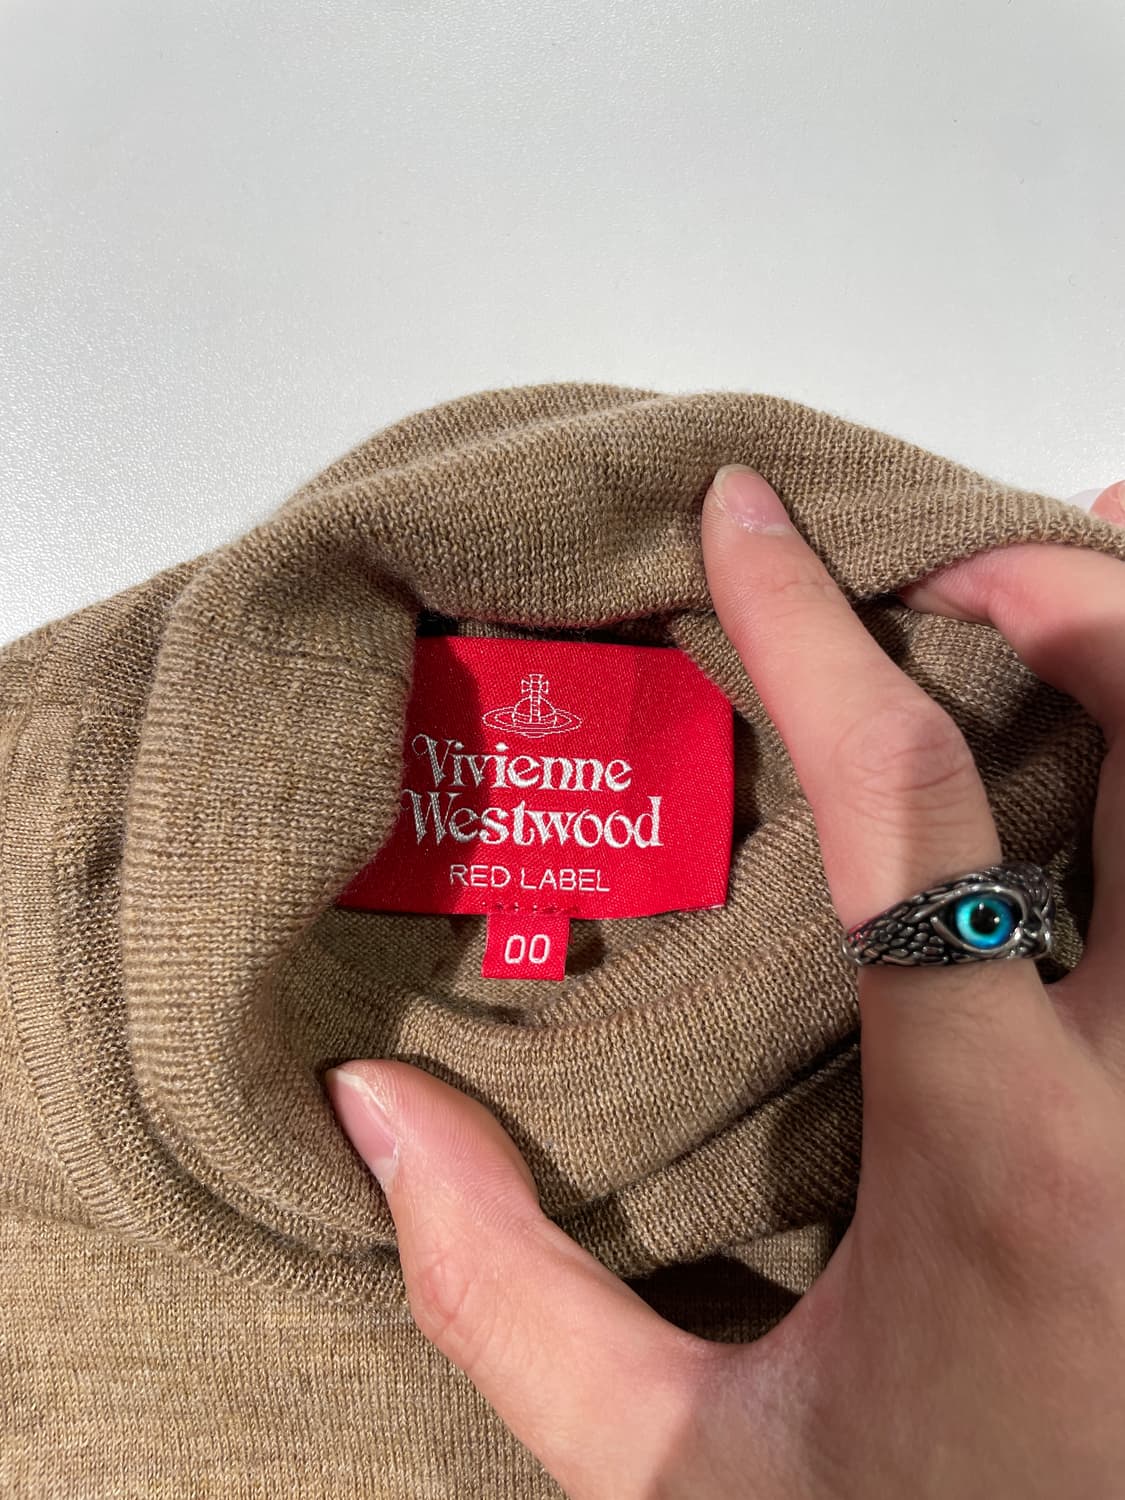 Vivienne
Westwood
RED LABEL
00